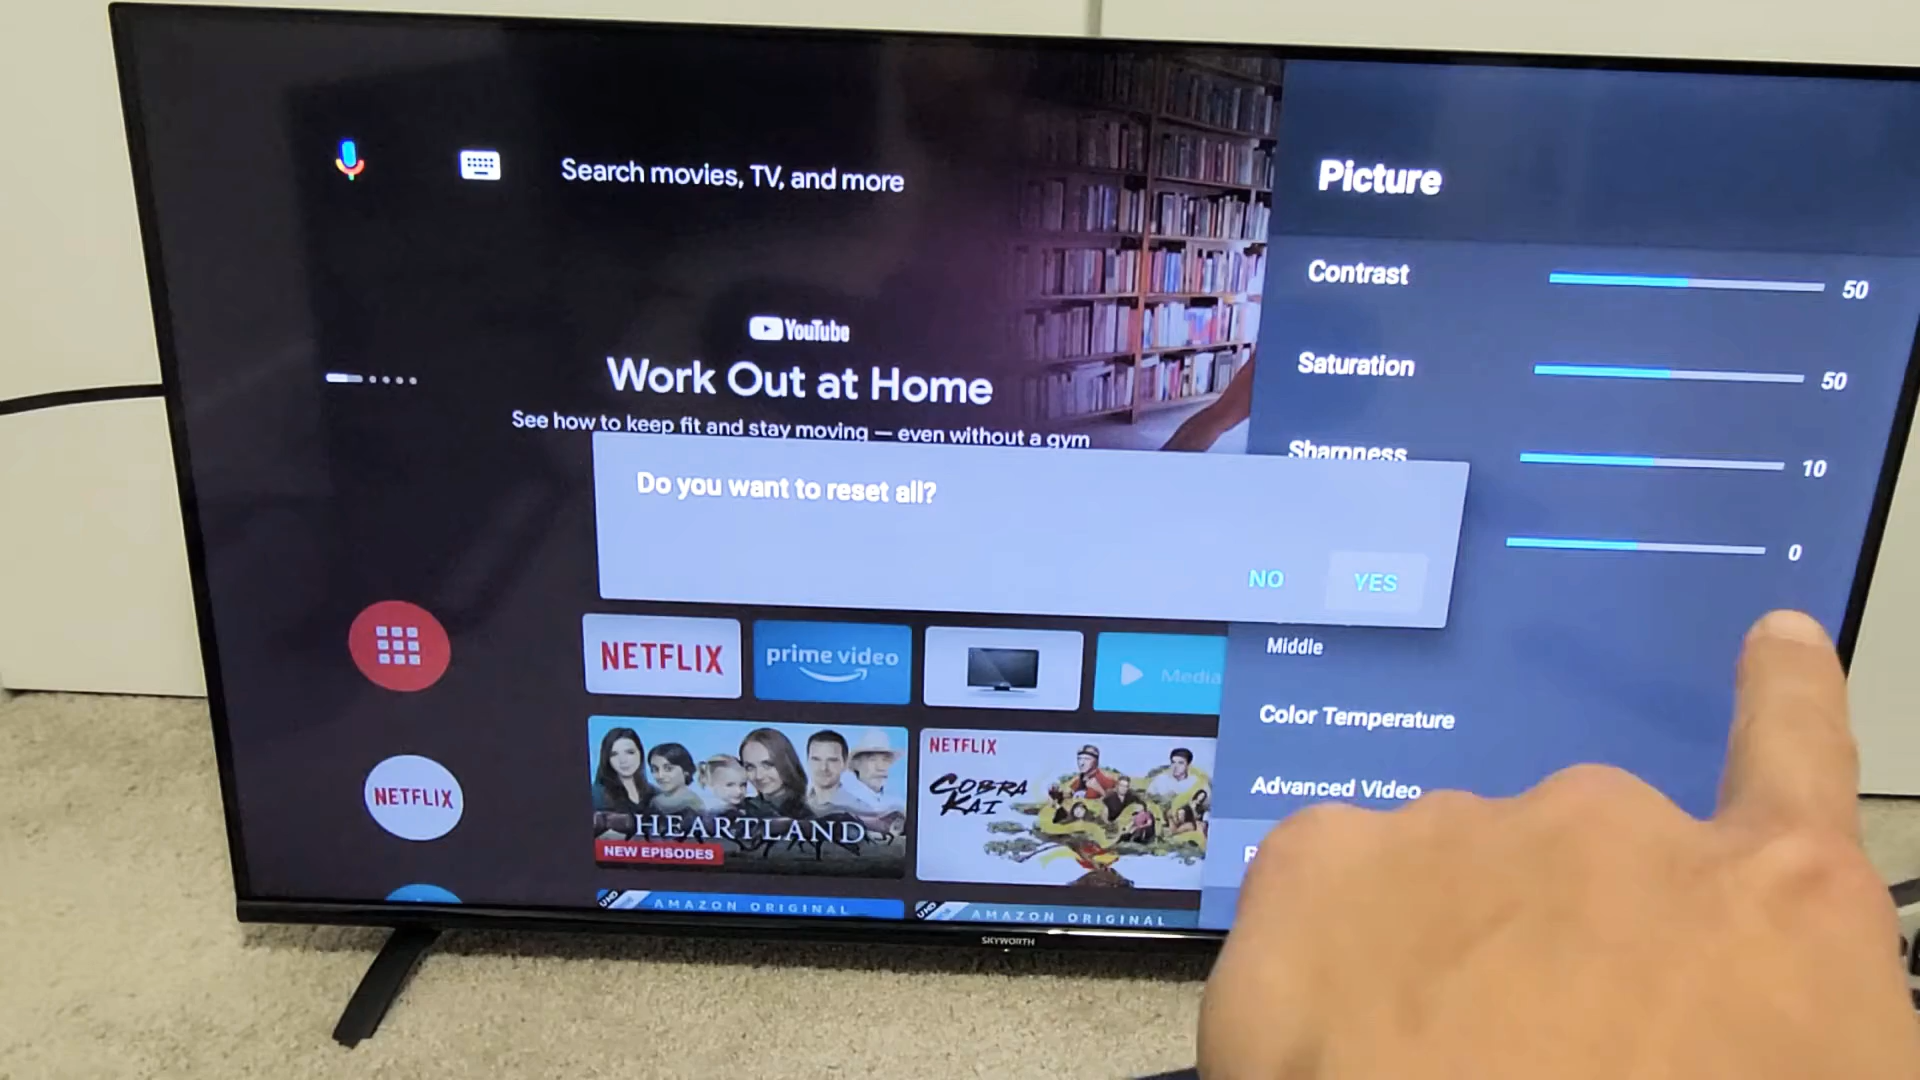 Search movies, TV, and more
YouTube
Work Out at Home
See how to keep fit and stay moving — even without a gym
Picture
Contrast 50
Saturation 50
Sharpness 10
0
Do you want to reset all?
NO YES
Middle
Color Temperature
Advanced Video
NETFLIX
prime video
Media
HEARTLAND
NEW EPISODES
NETFLIX
COBRA KAI
NETFLIX
UHD AMAZON ORIGINAL
UHD AMAZON ORIGINAL
SKYWORTH